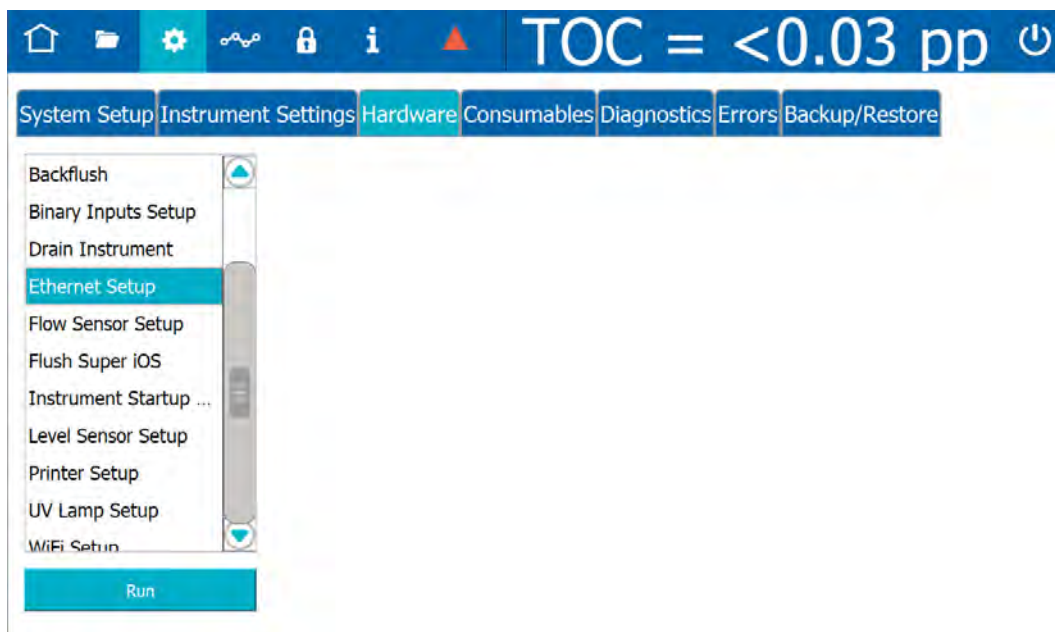 TOC = <0.03 pp
System Setup Instrument Settings Hardware Consumables Diagnostics Errors Backup/Restore
Backflush
Binary Inputs Setup
Drain Instrument
Ethernet Setup
Flow Sensor Setup
Flush Super iOS
Instrument Startup ...
Level Sensor Setup
Printer Setup
UV Lamp Setup
WiFi Setup
Run